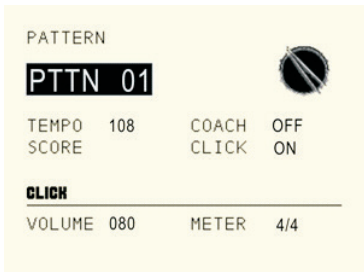 PATTERN
PTTN 01
TEMPO 108 COACH OFF
SCORE CLICK ON
CLICK
VOLUME 080 METER 4/4